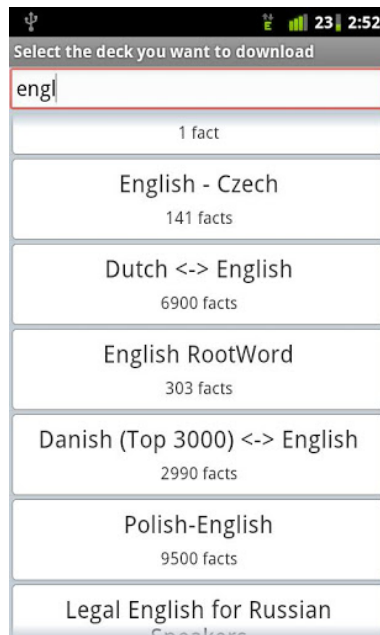 23 2:52
Select the deck you want to download
engl
1 fact
English - Czech
141 facts
Dutch <-> English
6900 facts
English RootWord
303 facts
Danish (Top 3000) <-> English
2990 facts
Polish-English
9500 facts
Legal English for Russian
Speakers